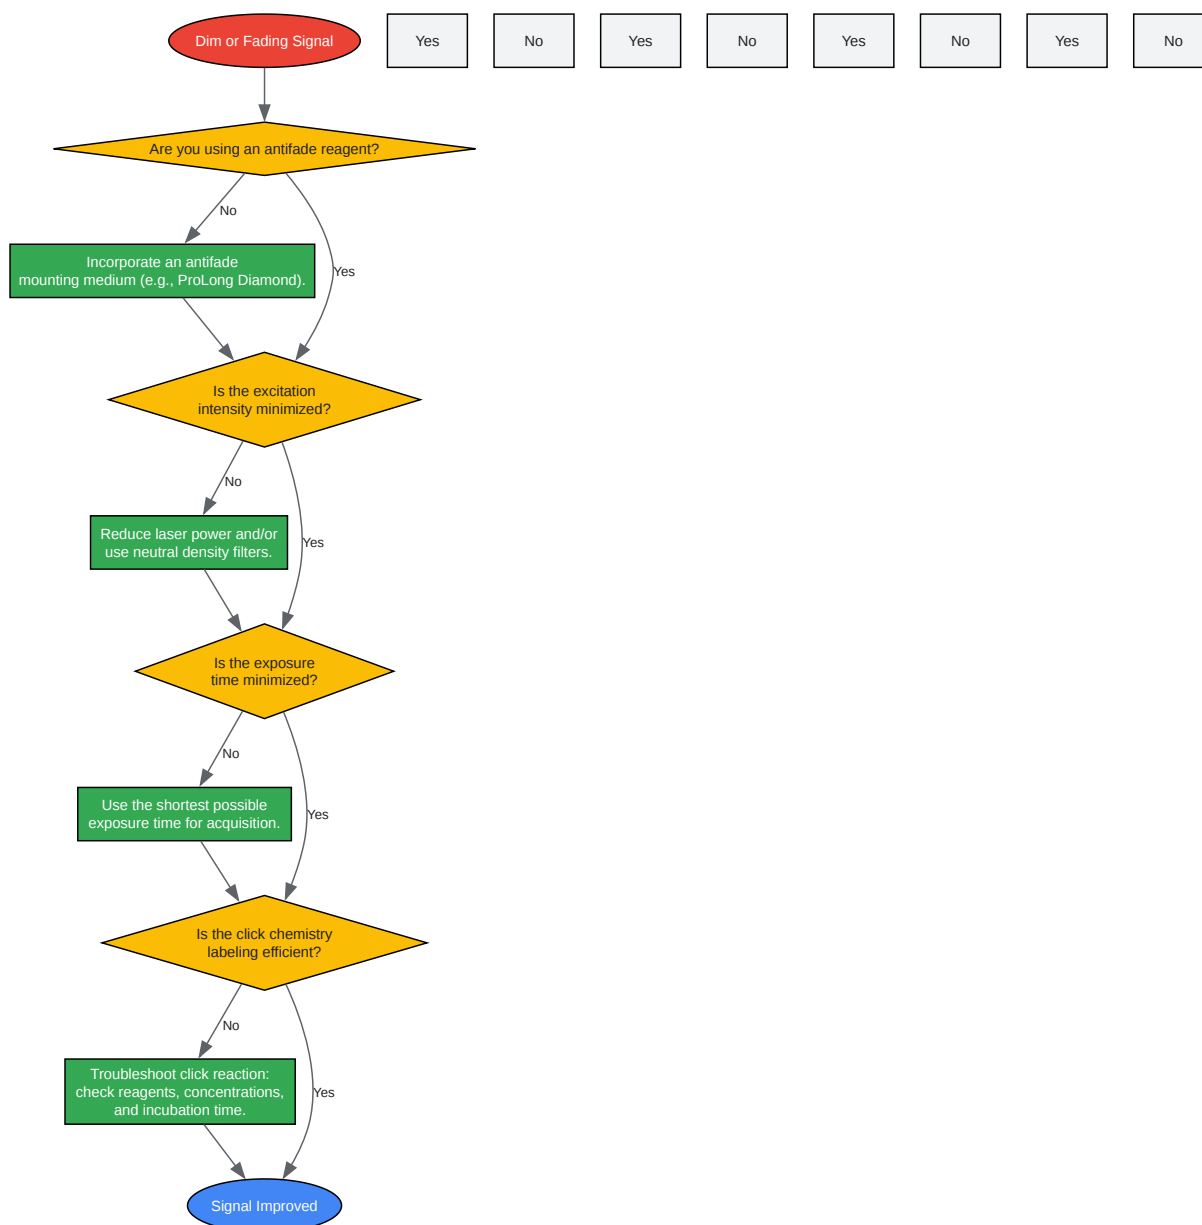 Dim or Fading Signal
Yes
No
Yes
No
Yes
No
Yes
No
Are you using an antifade reagent?
No
Incorporate an antifade
mounting medium (e.g., ProLong Diamond).
Yes
Is the excitation
intensity minimized?
No
Reduce laser power and/or
use neutral density filters.
Yes
Is the exposure
time minimized?
No
Use the shortest possible
exposure time for acquisition.
Yes
Is the click chemistry
labeling efficient?
No
Troubleshoot click reaction:
check reagents, concentrations,
and incubation time.
Yes
Signal Improved